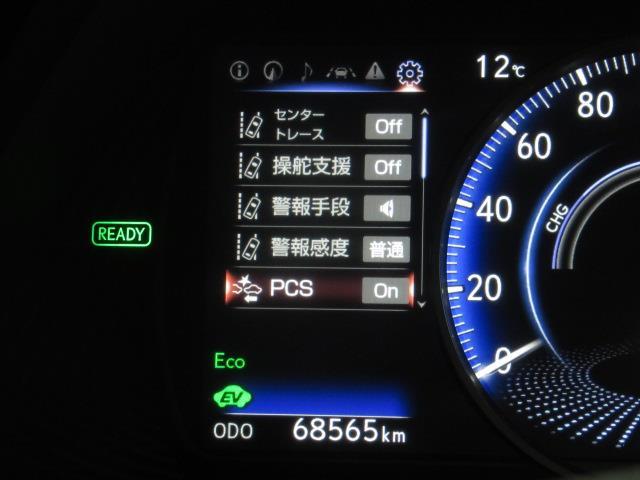 12℃
センター
トレース
Off
操舵支援
Off
警報手段
警報感度
普通
PCS
On
READY
Eco
EV
ODO 68565km
80
60
40
20
0
CHG